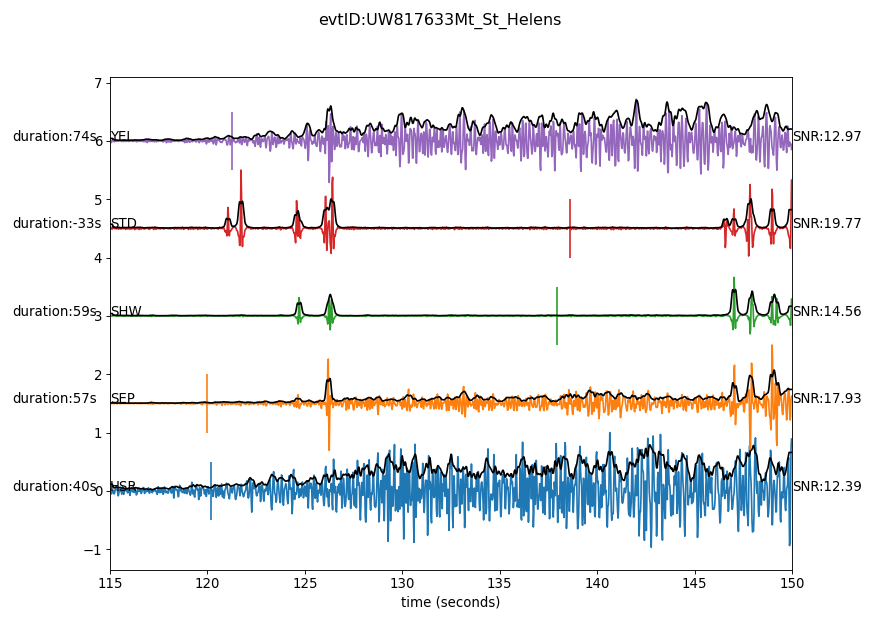 evtID:UW817633Mt_St_Helens
7
duration:74s YEL SNR:12.97
6
5
duration:-33s STD SNR:19.77
4
duration:59s SHW SNR:14.56
3
2
duration:57s SEP SNR:17.93
1
duration:40s HSR SNR:12.39
0
−1
115 120 125 130 135 140 145 150
time (seconds)